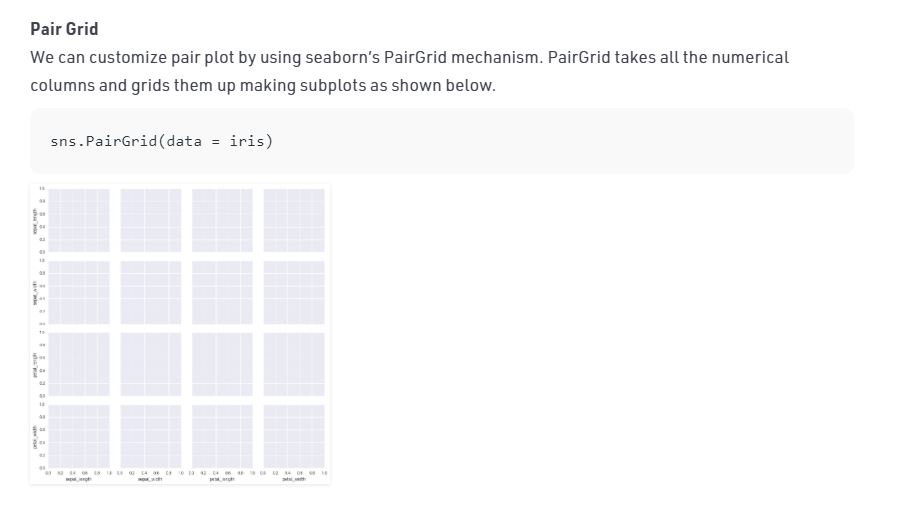 Pair Grid
We can customize pair plot by using seaborn's PairGrid mechanism. PairGrid takes all the numerical
columns and grids them up making subplots as shown below.
sns.PairGrid(data = iris)
sepal_length
sepal_width
petal_length
petal_width
sepal_length sepal_width petal_length petal_width